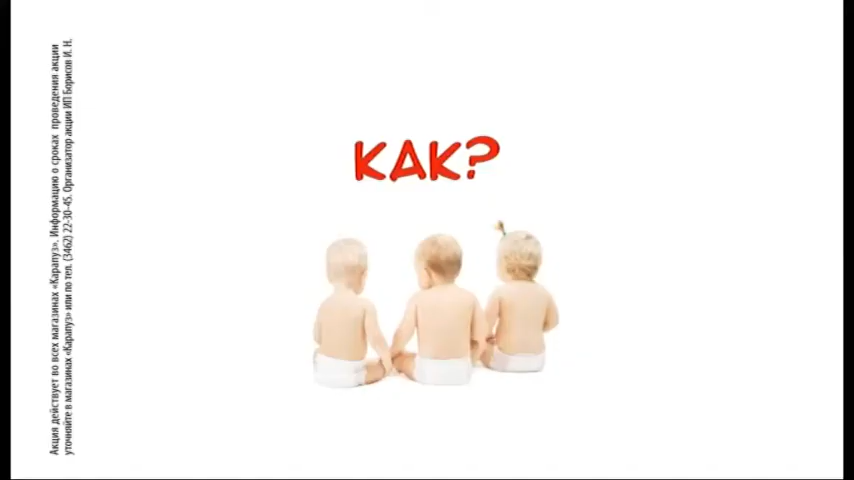 КАК?
Акция действует во всех магазинах «Карапуз». Информацию о сроках проведения акции
уточняйте в магазинах «Карапуз» или по тел. (3462) 22-30-45. Организатор акции ИП Борисов И. Н.